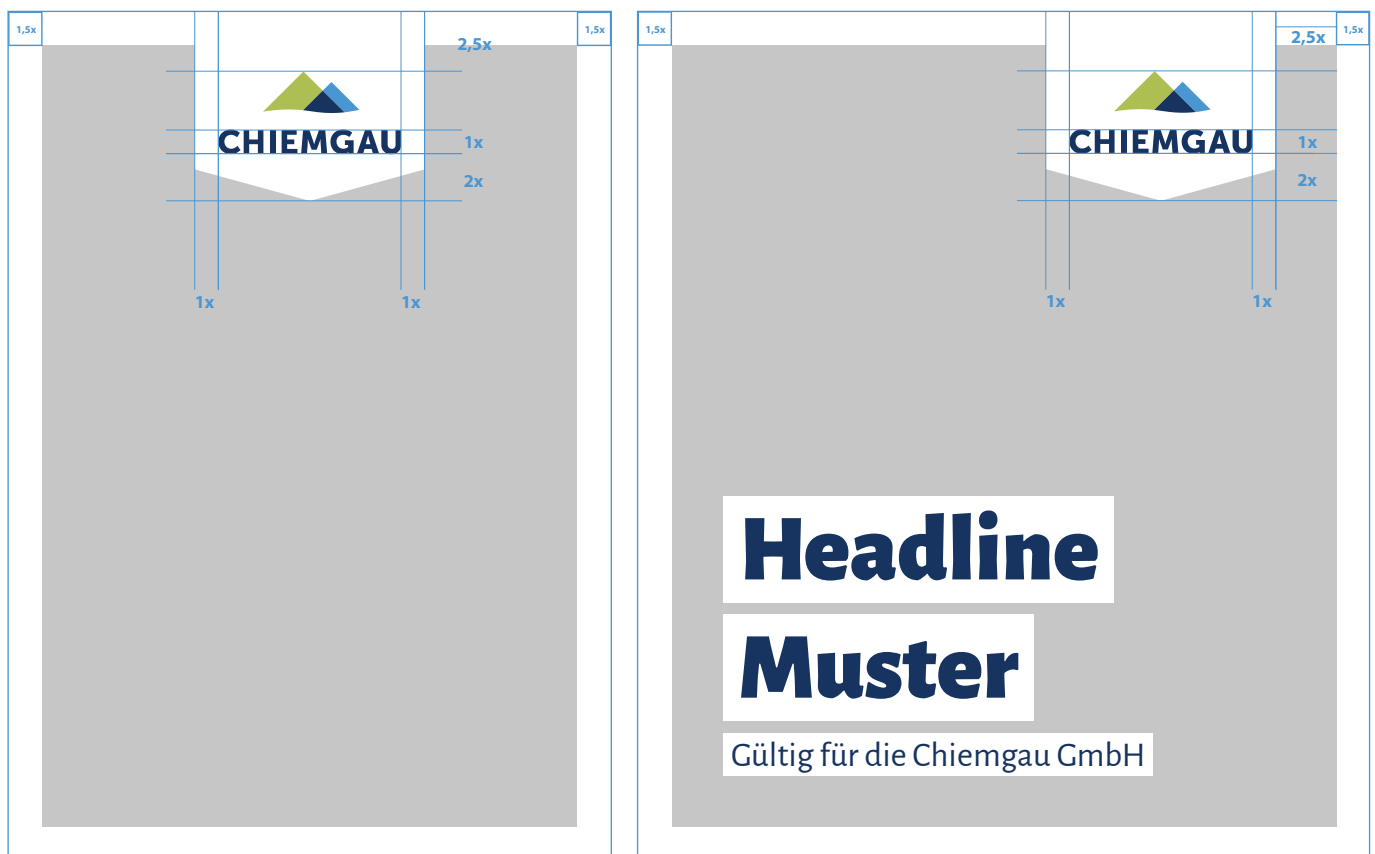 1,5x
1,5x
2,5x
CHIEMGAU
1x
2x
1x
1x
1,5x
1,5x
2,5x
CHIEMGAU
1x
2x
1x
1x
Headline
Muster
Gültig für die Chiemgau GmbH